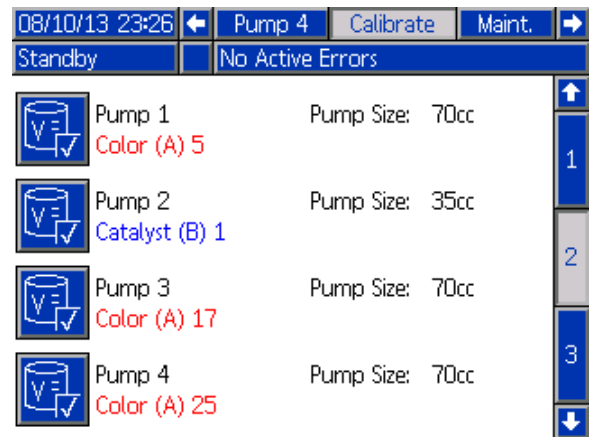 08/10/13 23:26 Pump 4 Calibrate Maint.
Standby No Active Errors
Pump 1 Pump Size: 70cc
Color (A) 5
1
Pump 2 Pump Size: 35cc
Catalyst (B) 1
2
Pump 3 Pump Size: 70cc
Color (A) 17
3
Pump 4 Pump Size: 70cc
Color (A) 25